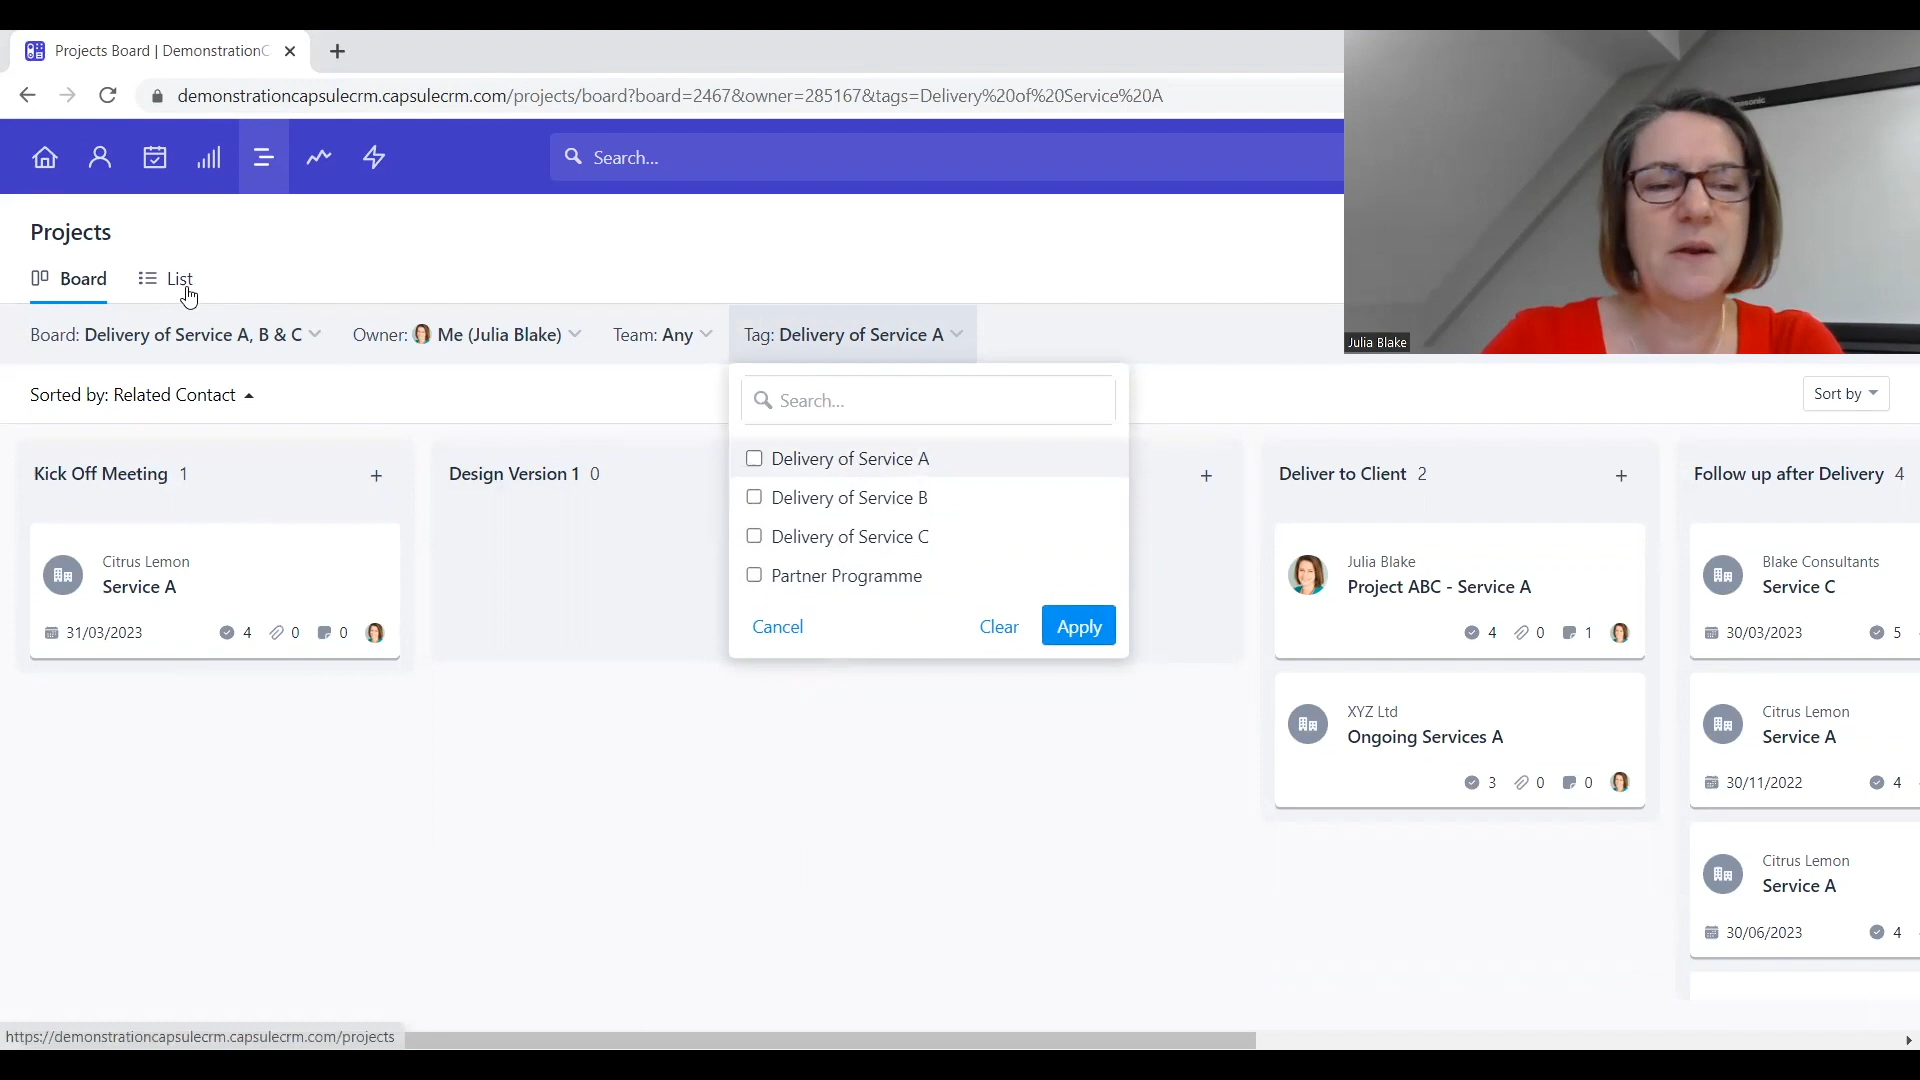 Projects Board | DemonstrationC
demonstrationcapsulecrm.capsulecrm.com/projects/board?board=2467&owner=285167&tags=Delivery%20of%20Service%20A
Search...
Julia Blake
Projects
Board
List
Board: Delivery of Service A, B & C
Owner: Me (Julia Blake)
Team: Any
Tag: Delivery of Service A
Sorted by: Related Contact
Sort by
Search...
Delivery of Service A
Delivery of Service B
Delivery of Service C
Partner Programme
Cancel
Clear
Apply
Kick Off Meeting 1
Citrus Lemon
Service A
31/03/2023 4 0 0
Design Version 1 0
Deliver to Client 2
Julia Blake
Project ABC - Service A
4 0 1
XYZ Ltd
Ongoing Services A
3 0 0
Follow up after Delivery 4
Blake Consultants
Service C
30/03/2023 5
Citrus Lemon
Service A
30/11/2022 4
Citrus Lemon
Service A
30/06/2023 4
https://demonstrationcapsulecrm.capsulecrm.com/projects